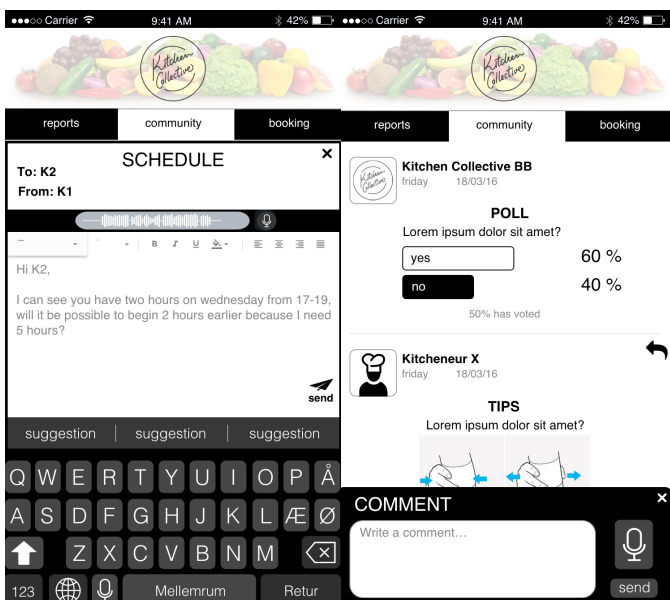 Carrier 9:41 AM 42%
Kitchen
Collective
reports community booking
SCHEDULE ×
To: K2
From: K1
B I U A
Hi K2,
I can see you have two hours on wednesday from 17-19,
will it be possible to begin 2 hours earlier because I need
5 hours?
send
suggestion suggestion suggestion
Q W E R T Y U I O P Å
A S D F G H J K L Æ Ø
Z X C V B N M
123 Mellemrum Retur
Carrier 9:41 AM 42%
Kitchen
Collective
reports community booking
Kitchen
Collective
Kitchen Collective BB
friday 18/03/16
POLL
Lorem ipsum dolor sit amet?
yes 60 %
no 40 %
50% has voted
Kitcheneur X
friday 18/03/16
TIPS
Lorem ipsum dolor sit amet?
COMMENT ×
Write a comment...
send